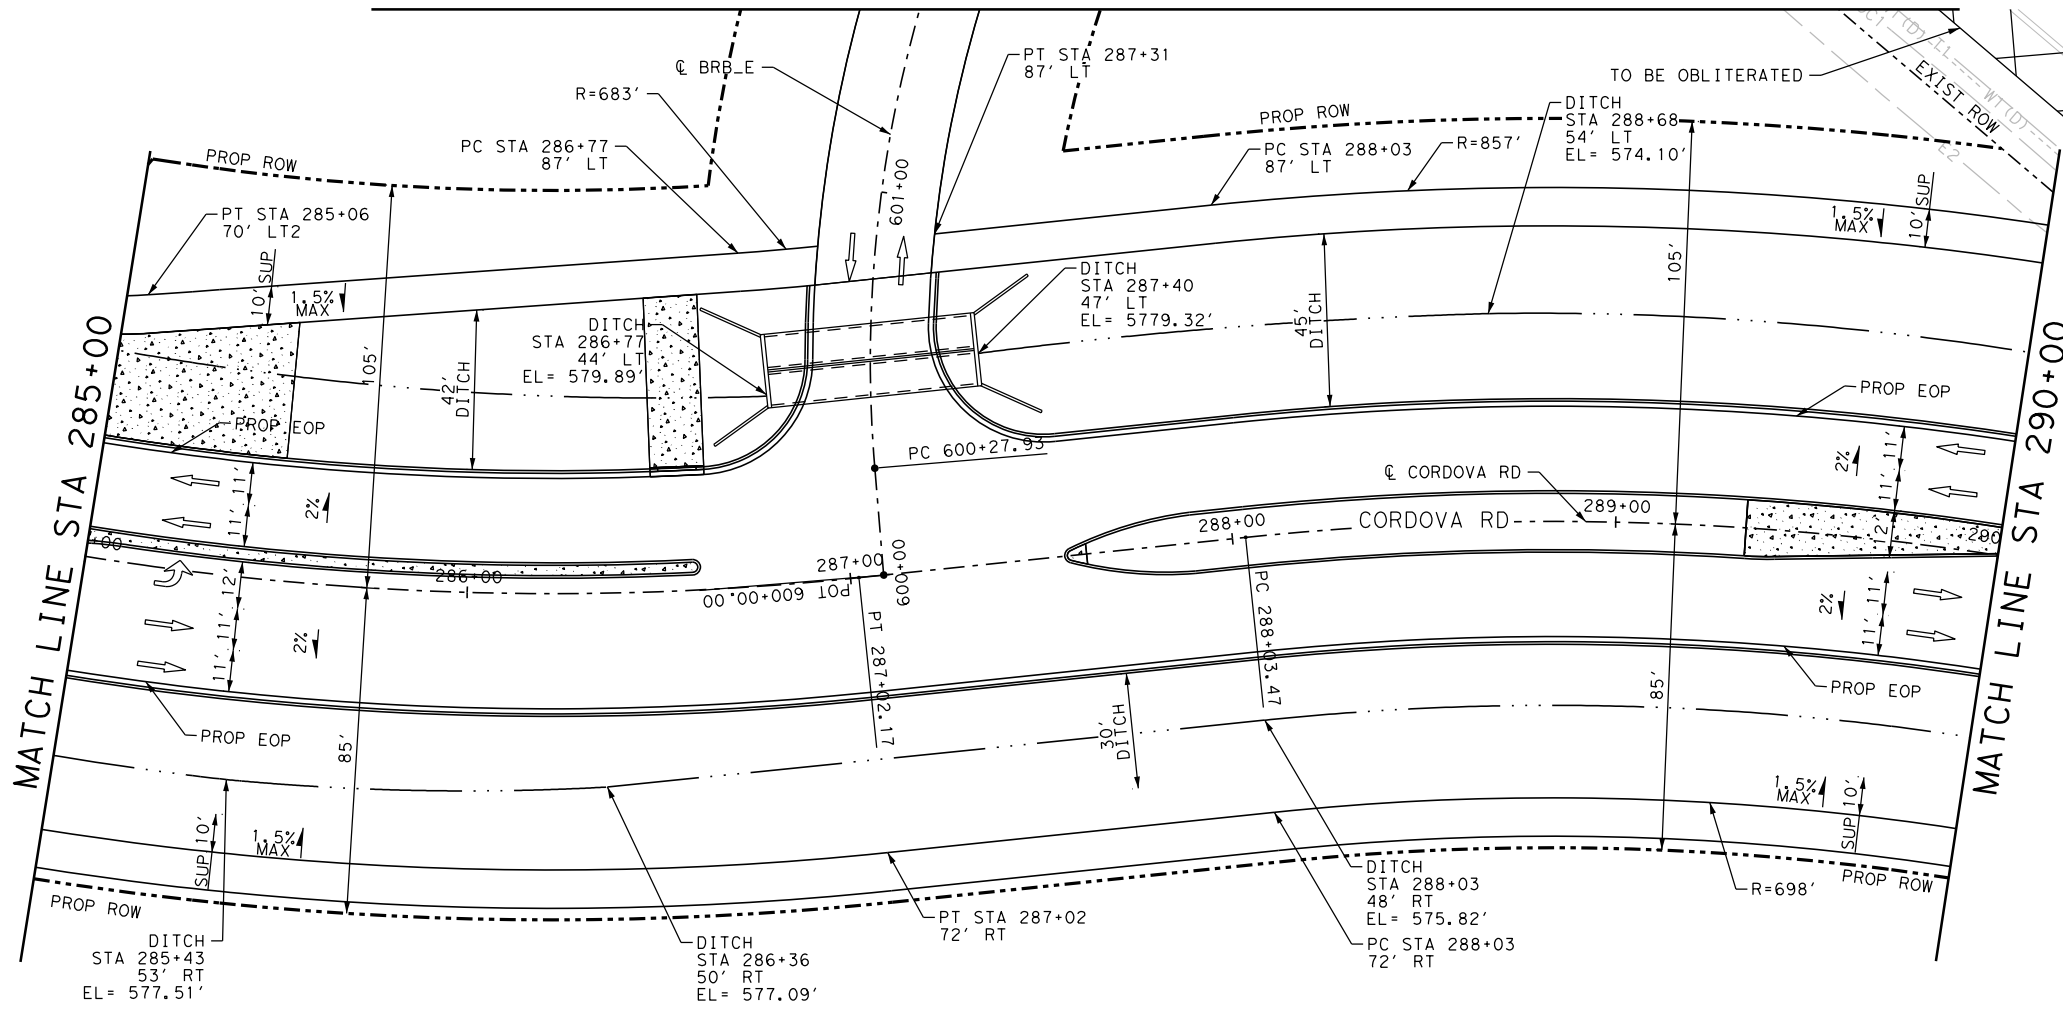 ℄ BRB_E
R=683'
PT STA 287+31
87' LT
TO BE OBLITERATED
EXIST ROW
WT(D)
E2
PROP ROW
DITCH
STA 288+68
54' LT
EL= 574.10'
PROP ROW
PC STA 286+77
87' LT
PC STA 288+03
87' LT
R=857'
601+00
PT STA 285+06
70' LT2
10' SUP
1.5%
MAX
105'
DITCH
STA 287+40
47' LT
EL= 5779.32'
DITCH
STA 286+77
44' LT
EL= 579.89'
42'
DITCH
45'
DITCH
105'
1.5%
MAX
10' SUP
MATCH LINE STA 285+00
MATCH LINE STA 290+00
PROP EOP
PROP EOP
PC 600+27.93
℄ CORDOVA RD
11'
11'
2%
2%
11'
11'
288+00
CORDOVA RD
289+00
290
12'
+00
286+00
287+00
600+00
POT 600+00.00
12'
11'
11'
2%
PT 287+02.17
PC 288+03.47
2%
11'
11'
PROP EOP
PROP EOP
85'
30'
DITCH
85'
1.5%
MAX
SUP 10'
1.5%
MAX
SUP 10'
PROP ROW
PROP ROW
R=698'
DITCH
STA 285+43
53' RT
EL= 577.51'
DITCH
STA 286+36
50' RT
EL= 577.09'
PT STA 287+02
72' RT
DITCH
STA 288+03
48' RT
EL= 575.82'
PC STA 288+03
72' RT